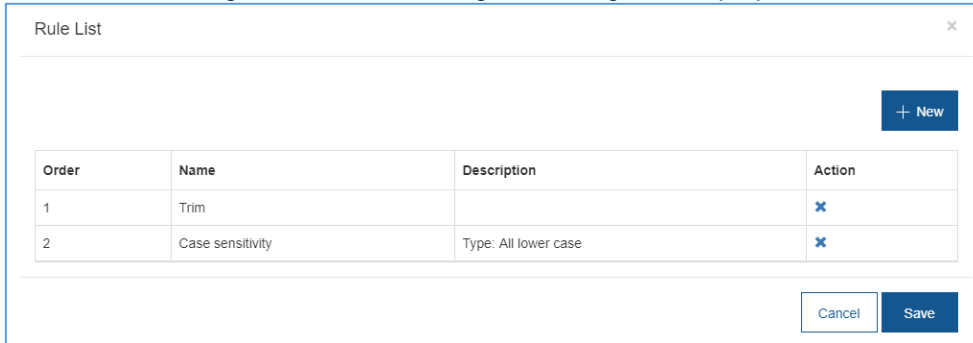 Rule List
+ New
Order Name Description Action
1 Trim
2 Case sensitivity Type: All lower case
Cancel Save